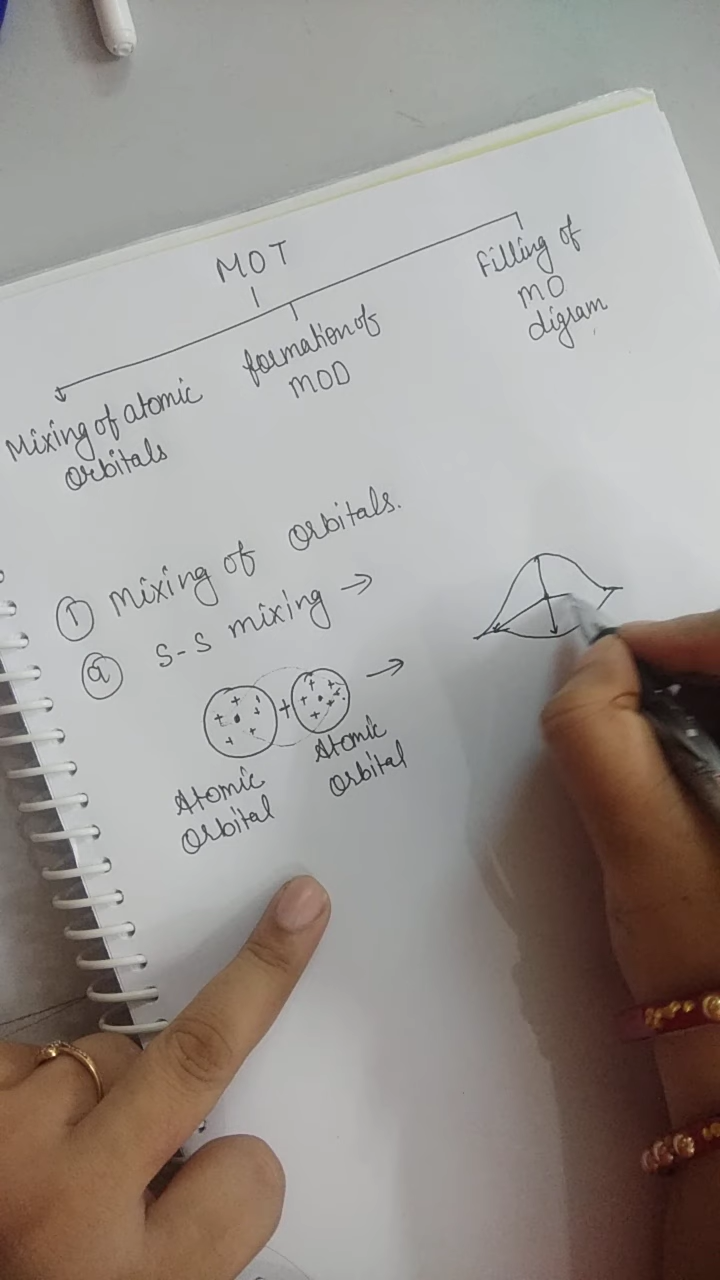 MOT
Mixing of atomic
orbitals
formation of
MOD
Filling of
MO
digram
① Mixing of orbitals.
ⓐ S-S mixing →
+
→
Atomic
orbital
Atomic
orbital